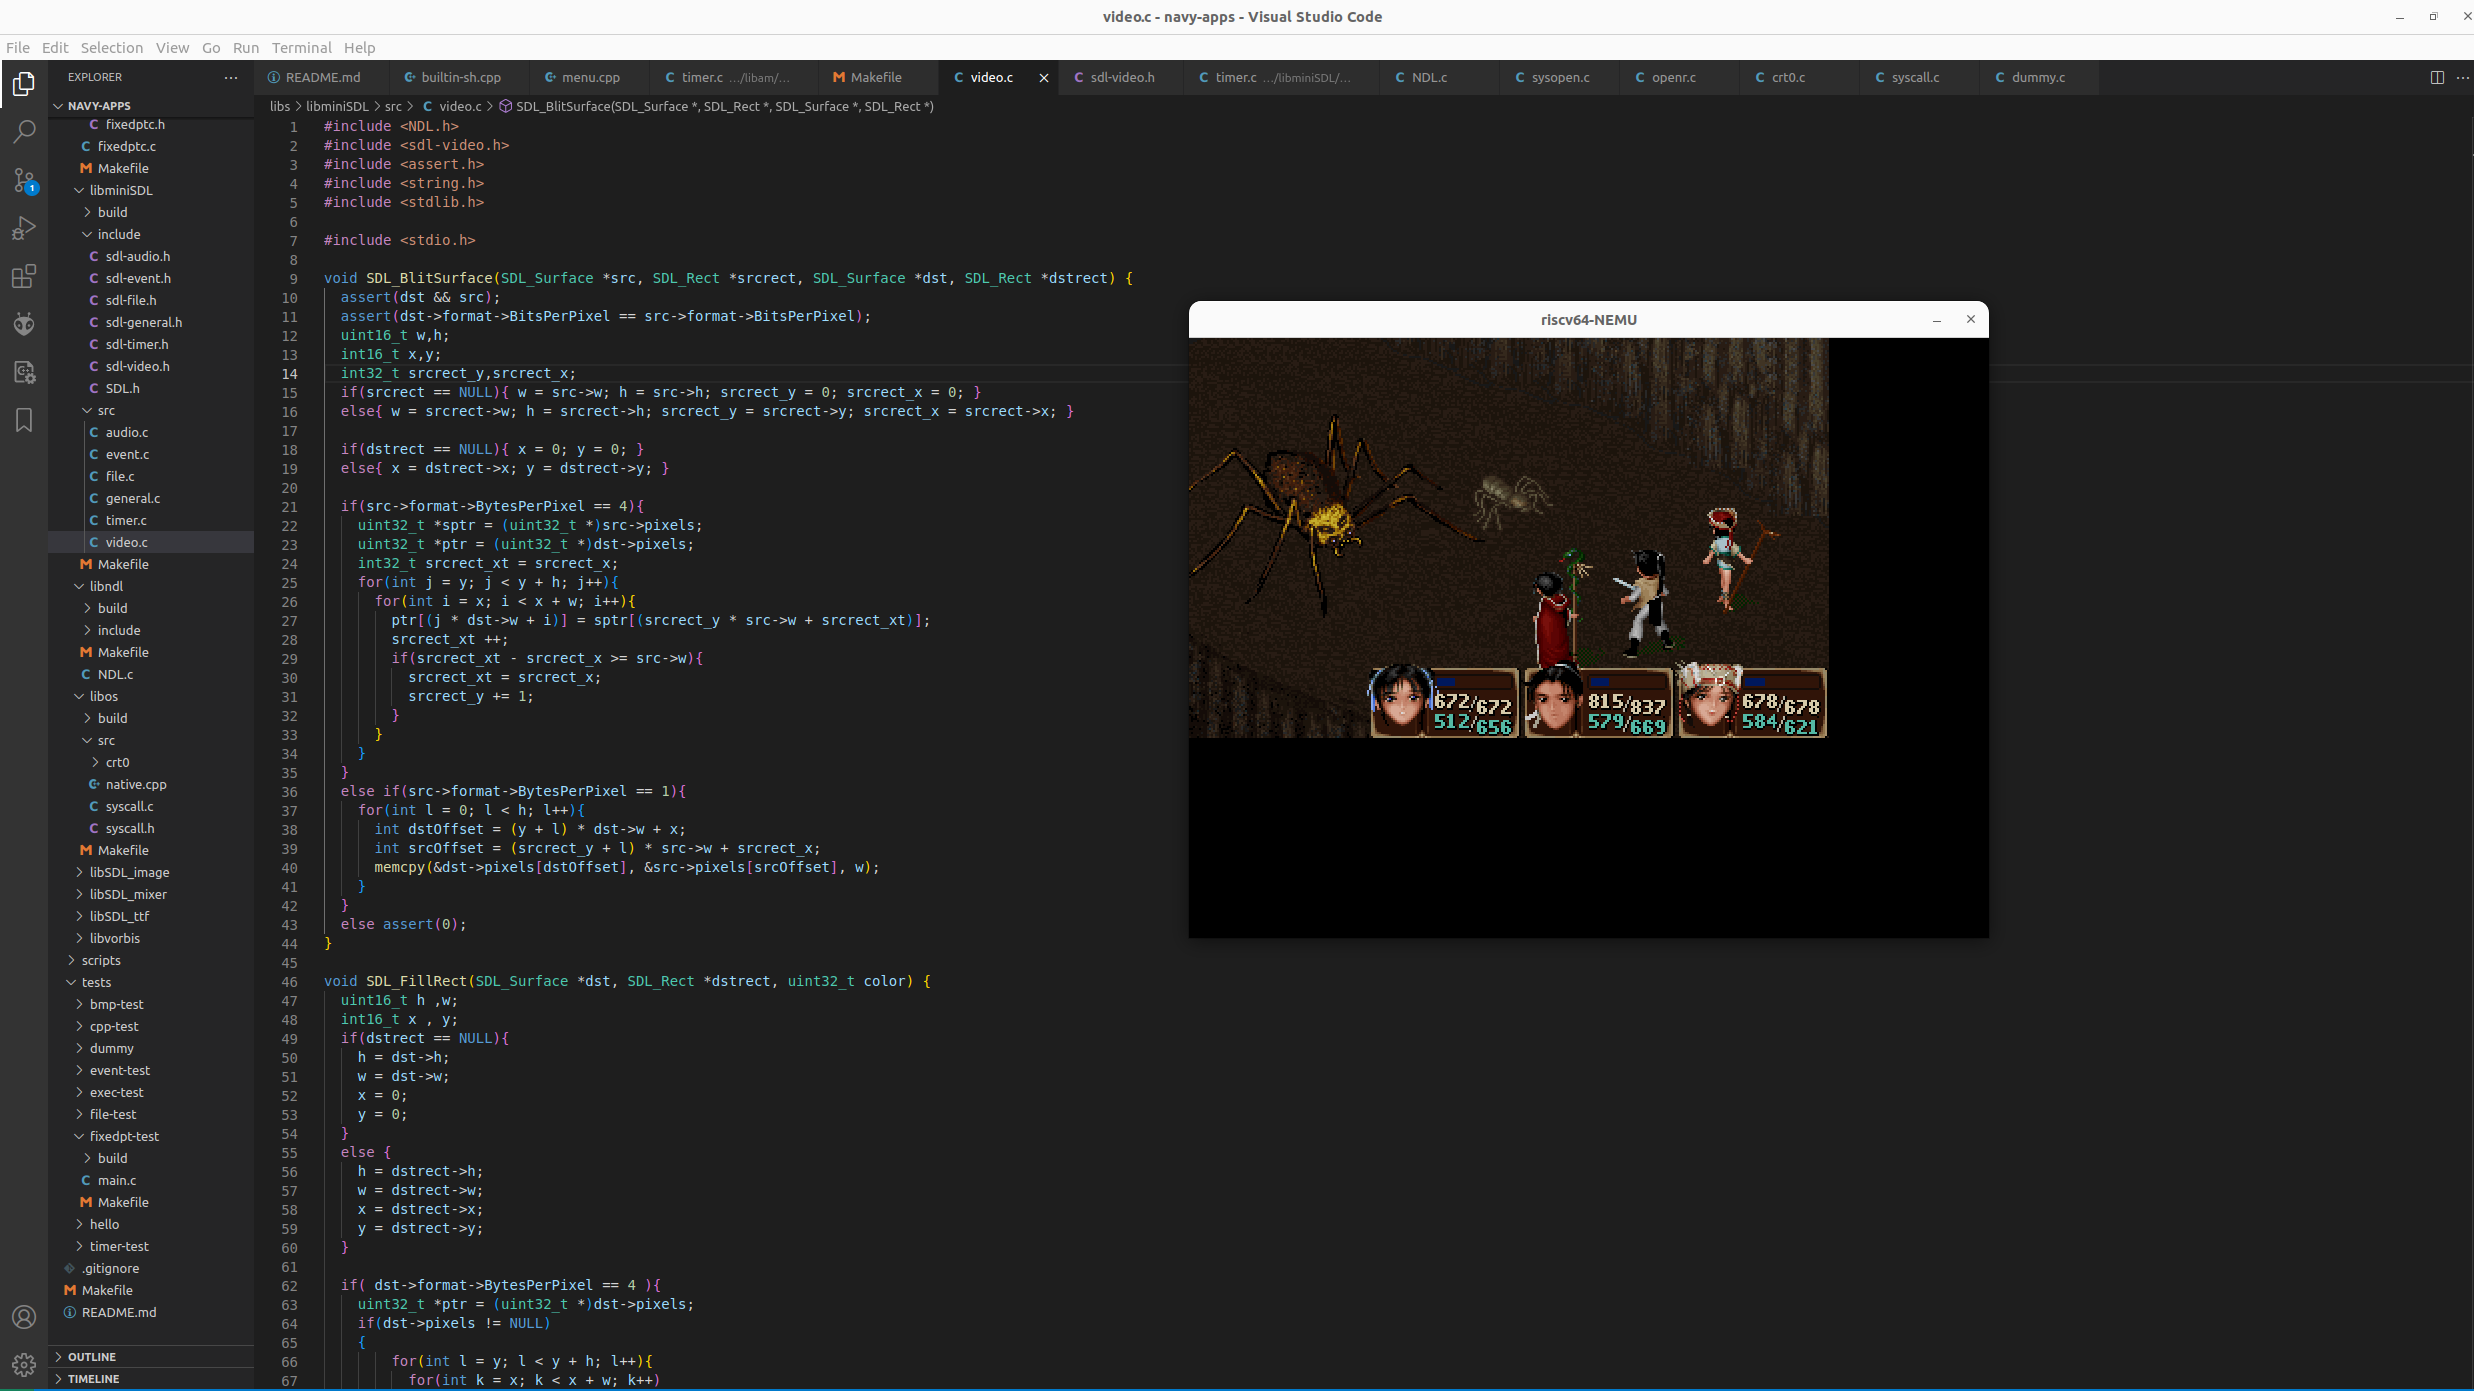 video.c - navy-apps - Visual Studio Code
File Edit Selection View Go Run Terminal Help
EXPLORER
README.md builtin-sh.cpp menu.cpp timer.c .../libam/... Makefile video.c sdl-video.h timer.c .../libminiSDL/... NDL.c sysopen.c openr.c crt0.c syscall.c dummy.c
libs > libminiSDL > src > video.c > SDL_BlitSurface(SDL_Surface *, SDL_Rect *, SDL_Surface *, SDL_Rect *)
NAVY-APPS
fixedptc.h
fixedptc.c
Makefile
libminiSDL
build
include
sdl-audio.h
sdl-event.h
sdl-file.h
sdl-general.h
sdl-timer.h
sdl-video.h
SDL.h
src
audio.c
event.c
file.c
general.c
timer.c
video.c
Makefile
libndl
build
include
Makefile
NDL.c
libos
build
src
crt0
native.cpp
syscall.c
syscall.h
Makefile
libSDL_image
libSDL_mixer
libSDL_ttf
libvorbis
scripts
tests
bmp-test
cpp-test
dummy
event-test
exec-test
file-test
fixedpt-test
build
main.c
Makefile
hello
timer-test
.gitignore
Makefile
README.md
OUTLINE
TIMELINE
1
1 #include <NDL.h>
2 #include <sdl-video.h>
3 #include <assert.h>
4 #include <string.h>
5 #include <stdlib.h>
6
7 #include <stdio.h>
8
9 void SDL_BlitSurface(SDL_Surface *src, SDL_Rect *srcrect, SDL_Surface *dst, SDL_Rect *dstrect) {
10 assert(dst && src);
11 assert(dst->format->BitsPerPixel == src->format->BitsPerPixel);
12 uint16_t w,h;
13 int16_t x,y;
14 int32_t srcrect_y,srcrect_x;
15 if(srcrect == NULL){ w = src->w; h = src->h; srcrect_y = 0; srcrect_x = 0; }
16 else{ w = srcrect->w; h = srcrect->h; srcrect_y = srcrect->y; srcrect_x = srcrect->x; }
17
18 if(dstrect == NULL){ x = 0; y = 0; }
19 else{ x = dstrect->x; y = dstrect->y; }
20
21 if(src->format->BytesPerPixel == 4){
22 uint32_t *sptr = (uint32_t *)src->pixels;
23 uint32_t *ptr = (uint32_t *)dst->pixels;
24 int32_t srcrect_xt = srcrect_x;
25 for(int j = y; j < y + h; j++){
26 for(int i = x; i < x + w; i++){
27 ptr[(j * dst->w + i)] = sptr[(srcrect_y * src->w + srcrect_xt)];
28 srcrect_xt ++;
29 if(srcrect_xt - srcrect_x >= src->w){
30 srcrect_xt = srcrect_x;
31 srcrect_y += 1;
32 }
33 }
34 }
35 }
36 else if(src->format->BytesPerPixel == 1){
37 for(int l = 0; l < h; l++){
38 int dstOffset = (y + l) * dst->w + x;
39 int srcOffset = (srcrect_y + l) * src->w + srcrect_x;
40 memcpy(&dst->pixels[dstOffset], &src->pixels[srcOffset], w);
41 }
42 }
43 else assert(0);
44 }
45
46 void SDL_FillRect(SDL_Surface *dst, SDL_Rect *dstrect, uint32_t color) {
47 uint16_t h ,w;
48 int16_t x , y;
49 if(dstrect == NULL){
50 h = dst->h;
51 w = dst->w;
52 x = 0;
53 y = 0;
54 }
55 else {
56 h = dstrect->h;
57 w = dstrect->w;
58 x = dstrect->x;
59 y = dstrect->y;
60 }
61
62 if( dst->format->BytesPerPixel == 4 ){
63 uint32_t *ptr = (uint32_t *)dst->pixels;
64 if(dst->pixels != NULL)
65 {
66 for(int l = y; l < y + h; l++){
67 for(int k = x; k < x + w; k++)
riscv64-NEMU
672/672 815/837 678/678
512/656 579/669 584/621